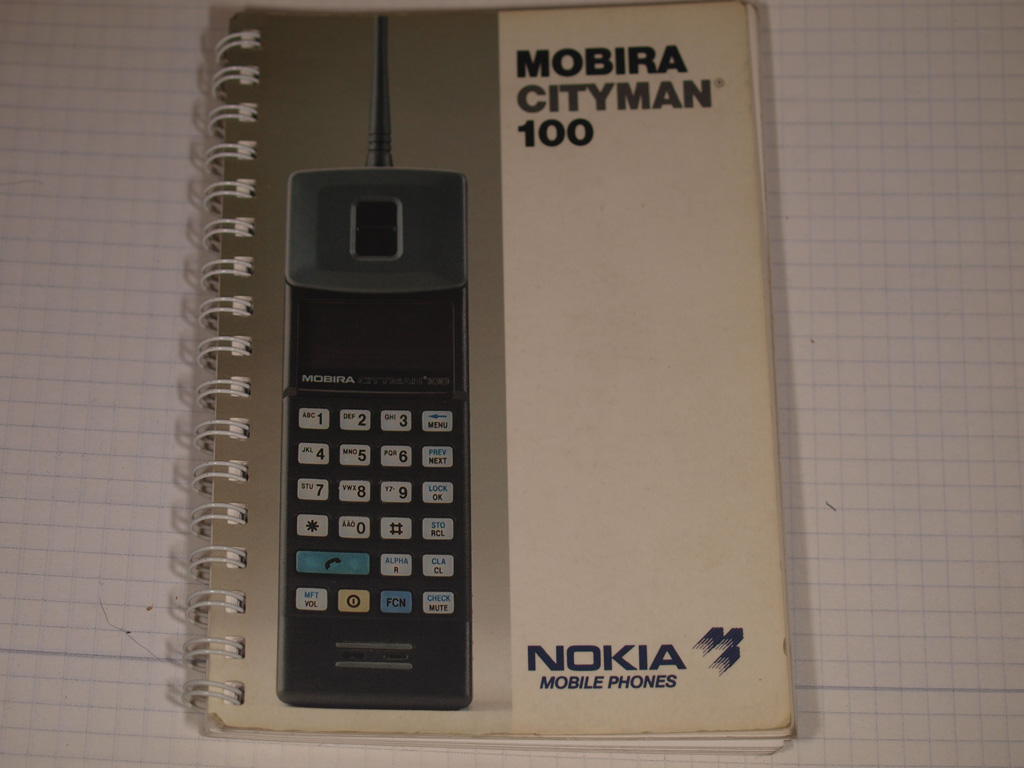 MOBIRA
CITYMAN®
100
MOBIRA CITYMAN® 100
ABC 1 DEF 2 GHI 3 MENU
JKL 4 MNO 5 PQR 6 PREV NEXT
STU 7 VWX 8 YZ- 9 LOCK OK
* ÅÄÖ 0 # STO RCL
ALPHA R CLA CL
MFT VOL FCN CHECK MUTE
NOKIA
MOBILE PHONES